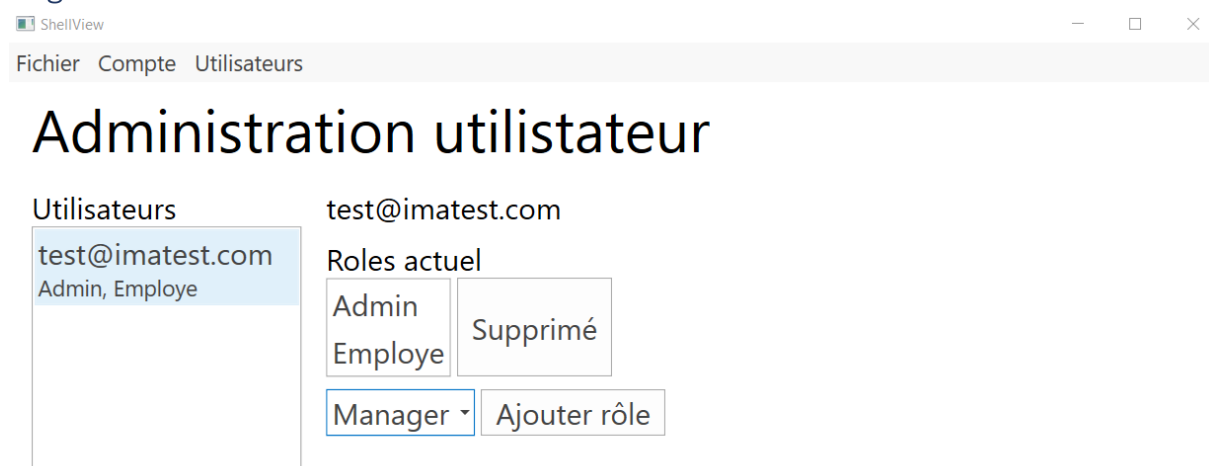 ShellView
Fichier Compte Utilisateurs
Administration utilistateur
Utilisateurs
test@imatest.com
Admin, Employe
test@imatest.com
Roles actuel
Admin
Employe
Supprimé
Manager
Ajouter rôle